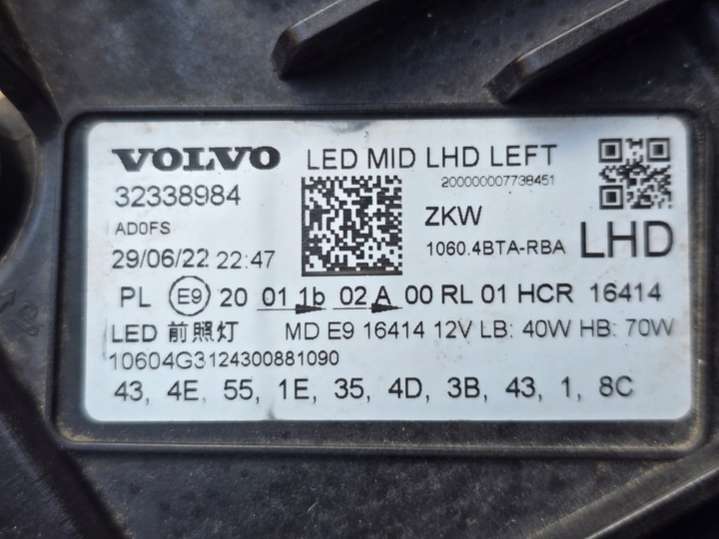 VOLVO LED MID LHD LEFT
32338984 200000007738451
AD0FS ZKW
29/06/22 22:47 1060.4BTA-RBA LHD
PL E9 20 01 1b 02 A 00 RL 01 HCR 16414
LED 前照灯 MD E9 16414 12V LB: 40W HB: 70W
10604G3124300881090
43, 4E, 55, 1E, 35, 4D, 3B, 43, 1, 8C